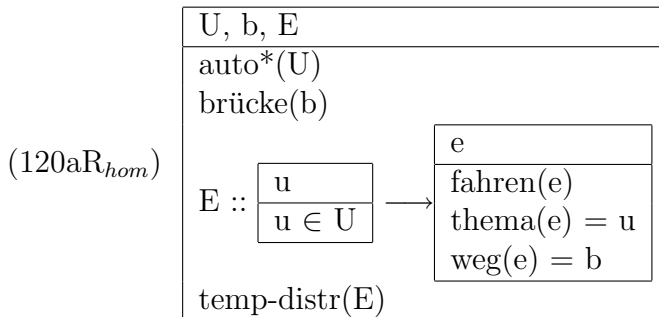 U, b, E
auto*(U)
brücke(b)
(120aR_hom)
E :: u ⟶ e
u ∈ U
fahren(e)
thema(e) = u
weg(e) = b
temp-distr(E)